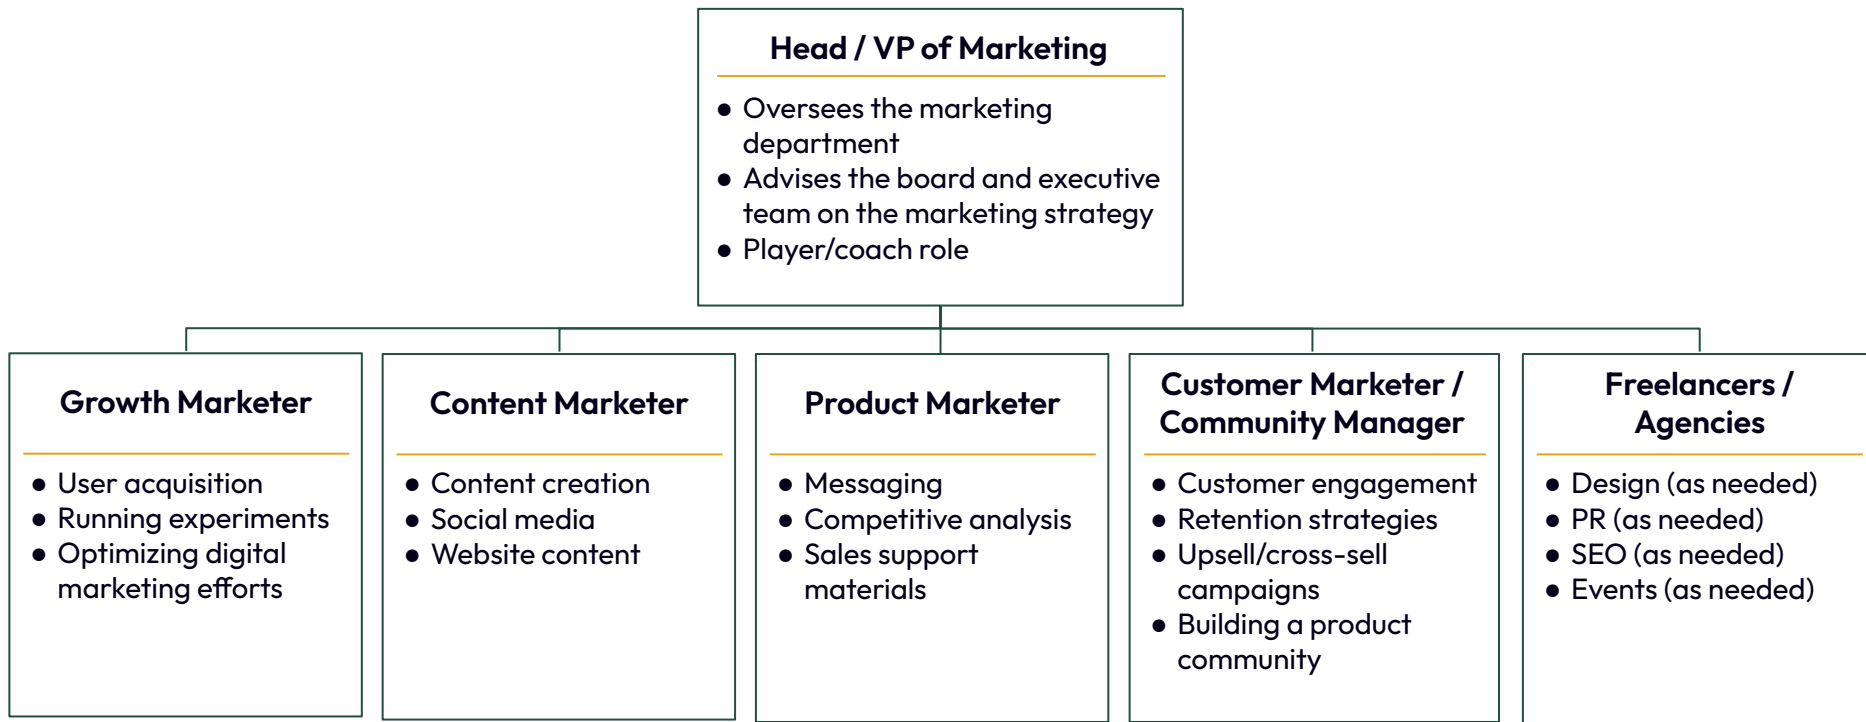 Head / VP of Marketing
● Oversees the marketing
department
● Advises the board and executive
team on the marketing strategy
● Player/coach role
Growth Marketer
● User acquisition
● Running experiments
● Optimizing digital
marketing efforts
Content Marketer
● Content creation
● Social media
● Website content
Product Marketer
● Messaging
● Competitive analysis
● Sales support
materials
Customer Marketer /
Community Manager
● Customer engagement
● Retention strategies
● Upsell/cross-sell
campaigns
● Building a product
community
Freelancers /
Agencies
● Design (as needed)
● PR (as needed)
● SEO (as needed)
● Events (as needed)